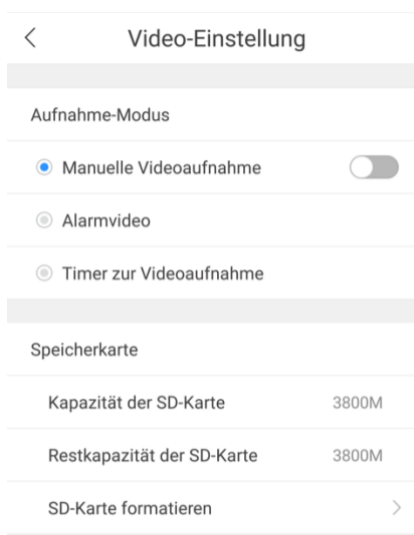 Video-Einstellung
Aufnahme-Modus
Manuelle Videoaufnahme
Alarmvideo
Timer zur Videoaufnahme
Speicherkarte
Kapazität der SD-Karte 3800M
Restkapazität der SD-Karte 3800M
SD-Karte formatieren